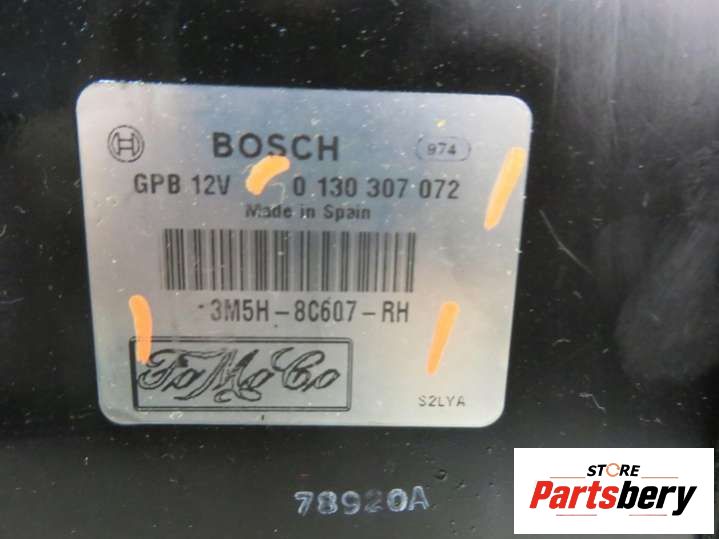 BOSCH 974
GPB 12V 0 130 307 072
Made in Spain
3M5H-8C607-RH
FoMoCo
S2LYA
78920A
STORE
Partsbery